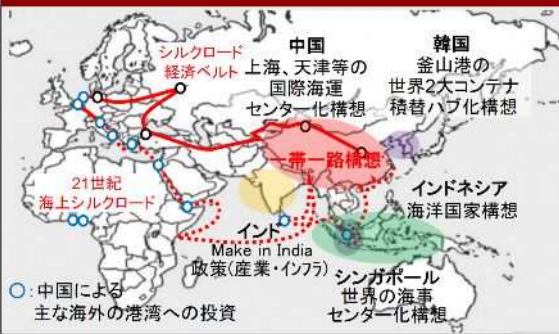 シルクロード
経済ベルト
中国
上海、天津等の
国際海運
センター化構想
韓国
釜山港の
世界2大コンテナ
積替ハブ化構想
一帯一路構想
21世紀
海上シルクロード
インド
Make in India
政策(産業・インフラ)
インドネシア
海洋国家構想
シンガポール
世界の海事
センター化構想
○:中国による
主な海外の港湾への投資